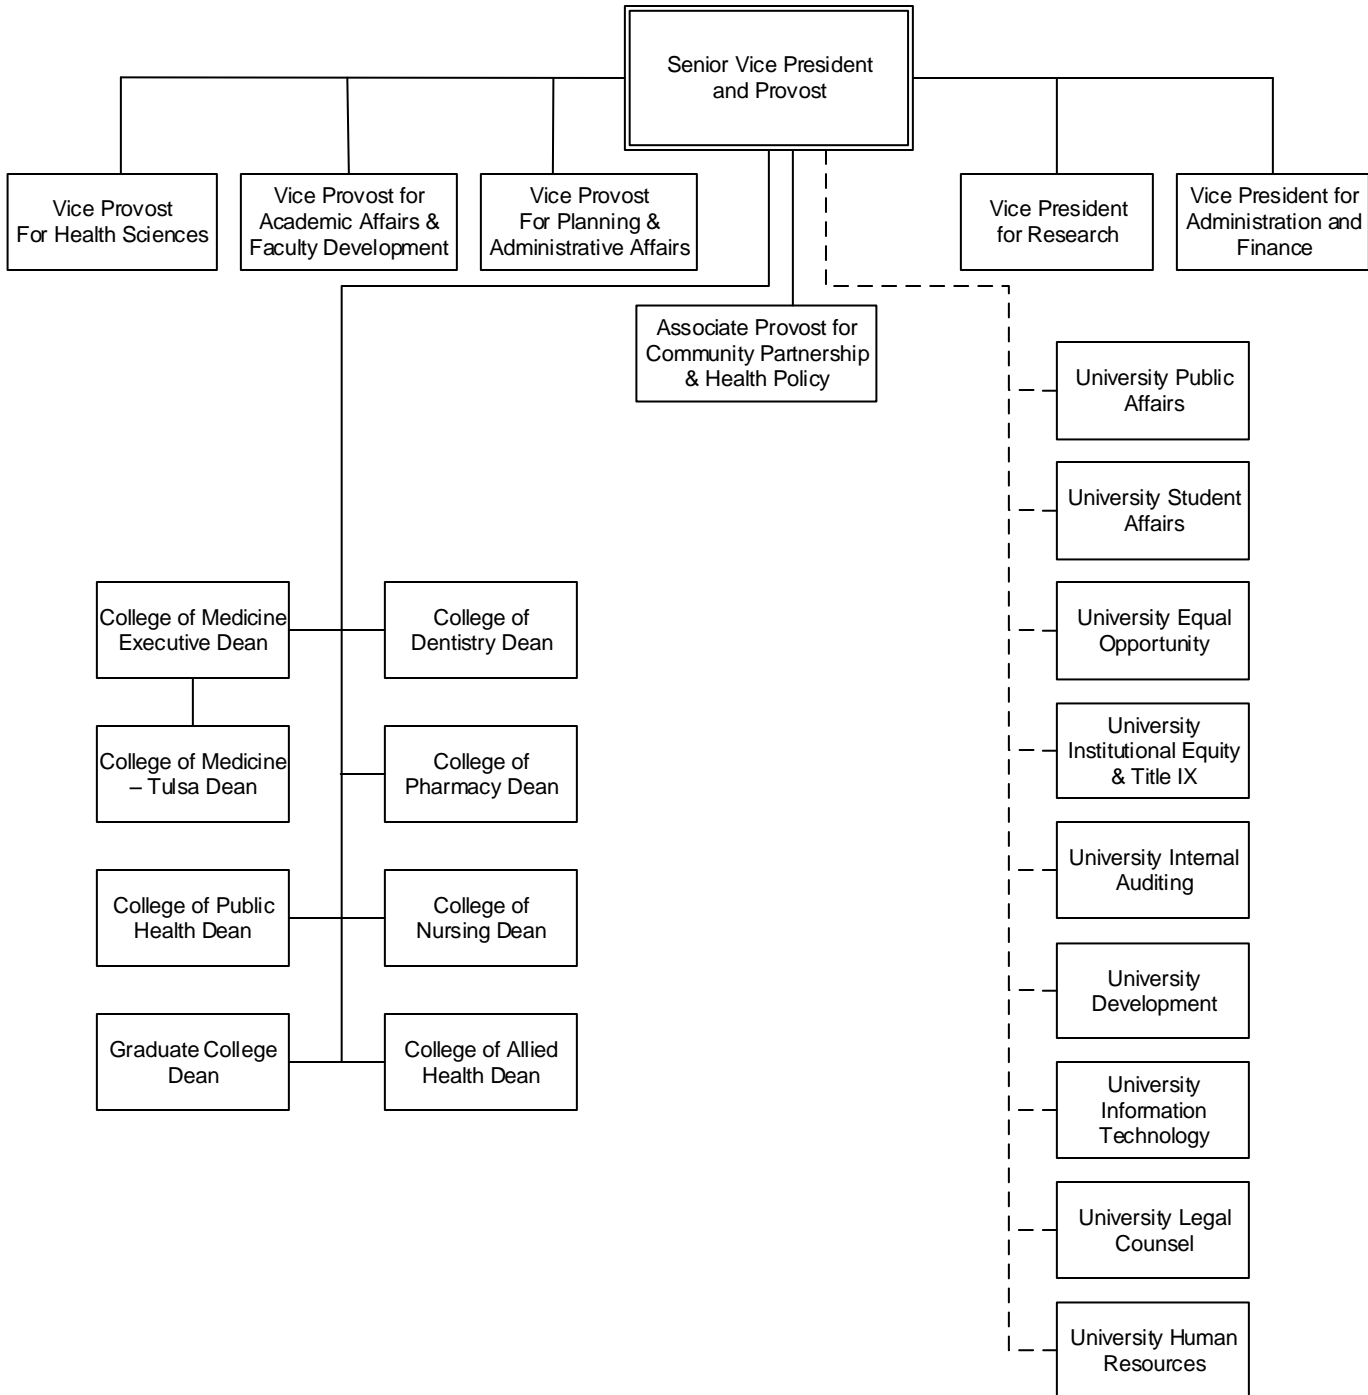 Senior Vice President
and Provost
Vice Provost
For Health Sciences
Vice Provost for
Academic Affairs &
Faculty Development
Vice Provost
For Planning &
Administrative Affairs
Vice President
for Research
Vice President for
Administration and
Finance
Associate Provost for
Community Partnership
& Health Policy
University Public
Affairs
University Student
Affairs
College of Medicine
Executive Dean
College of
Dentistry Dean
University Equal
Opportunity
College of Medicine
– Tulsa Dean
College of
Pharmacy Dean
University
Institutional Equity
& Title IX
University Internal
Auditing
College of Public
Health Dean
College of
Nursing Dean
University
Development
Graduate College
Dean
College of Allied
Health Dean
University
Information
Technology
University Legal
Counsel
University Human
Resources